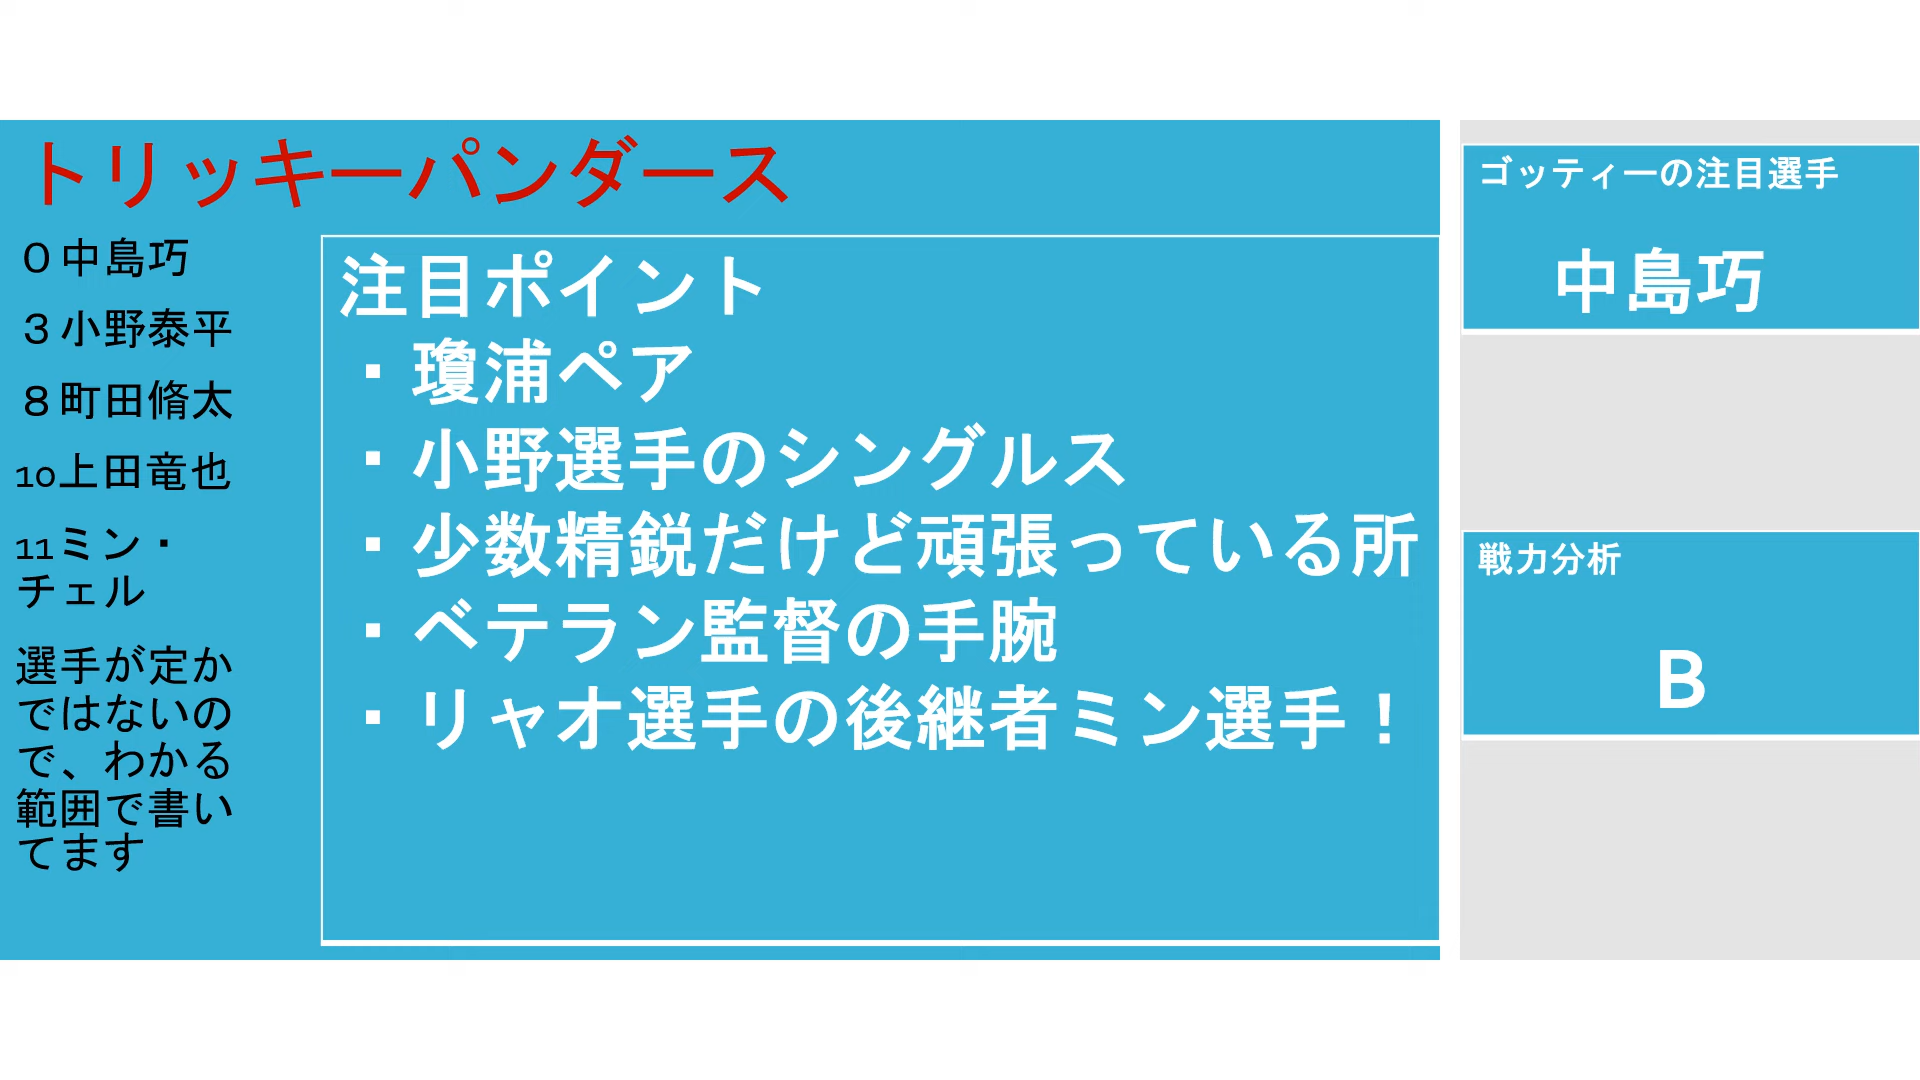 トリッキーパンダース
0中島巧
3小野泰平
8町田脩太
10上田竜也
11ミン・
チェル
選手が定か
ではないの
で、わかる
範囲で書い
てます
注目ポイント
・瓊浦ペア
・小野選手のシングルス
・少数精鋭だけど頑張っている所
・ベテラン監督の手腕
・リャオ選手の後継者ミン選手！
ゴッティーの注目選手
中島巧
戦力分析
B